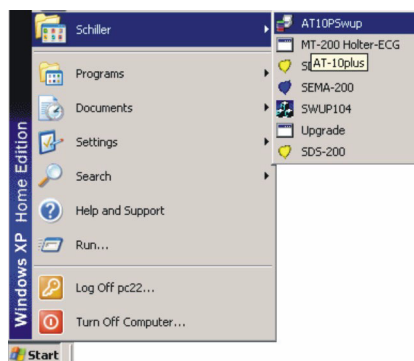 Schiller
Programs
Documents
Settings
Search
Help and Support
Run...
Log Off pc22...
Turn Off Computer...
Windows XP Home Edition
Start
AT10PSwup
MT-200 Holter-ECG
AT-10plus
SEMA-200
SWUP104
Upgrade
SDS-200